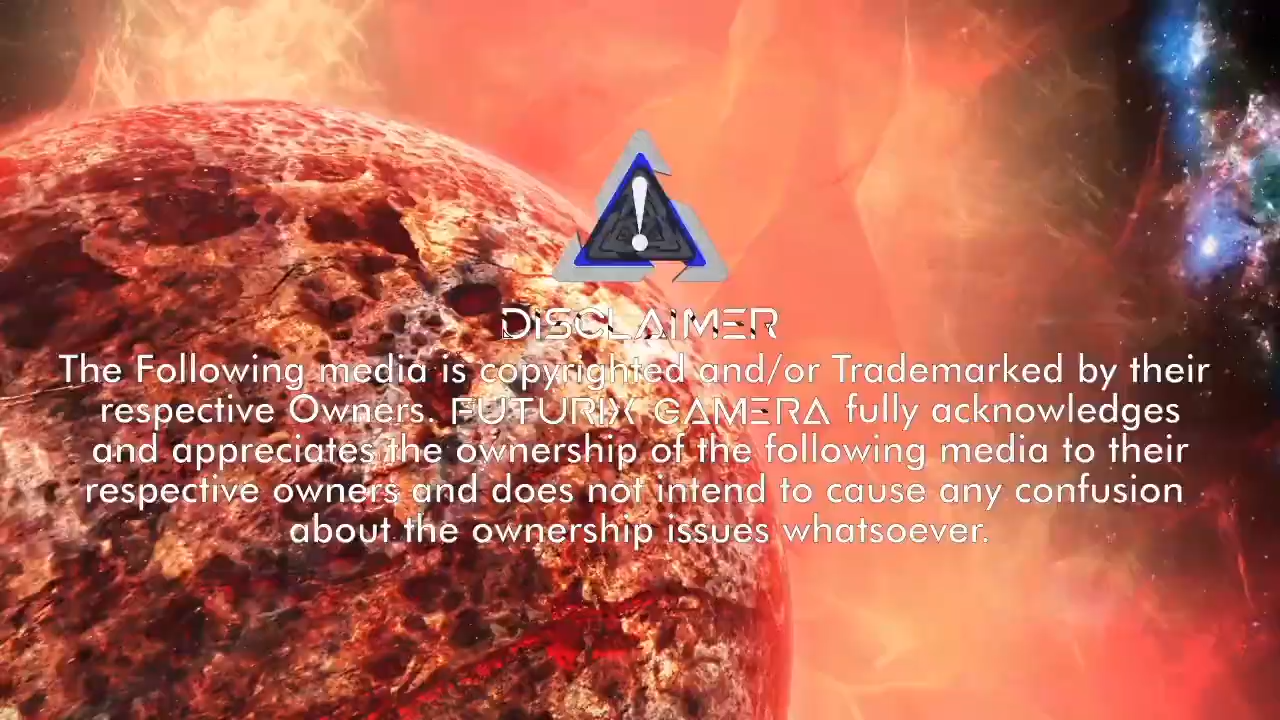 DISCLAIMER
The Following media is copyrighted and/or Trademarked by their
respective Owners. FUTURIX GAMERA fully acknowledges
and appreciates the ownership of the following media to their
respective owners and does not intend to cause any confusion
about the ownership issues whatsoever.